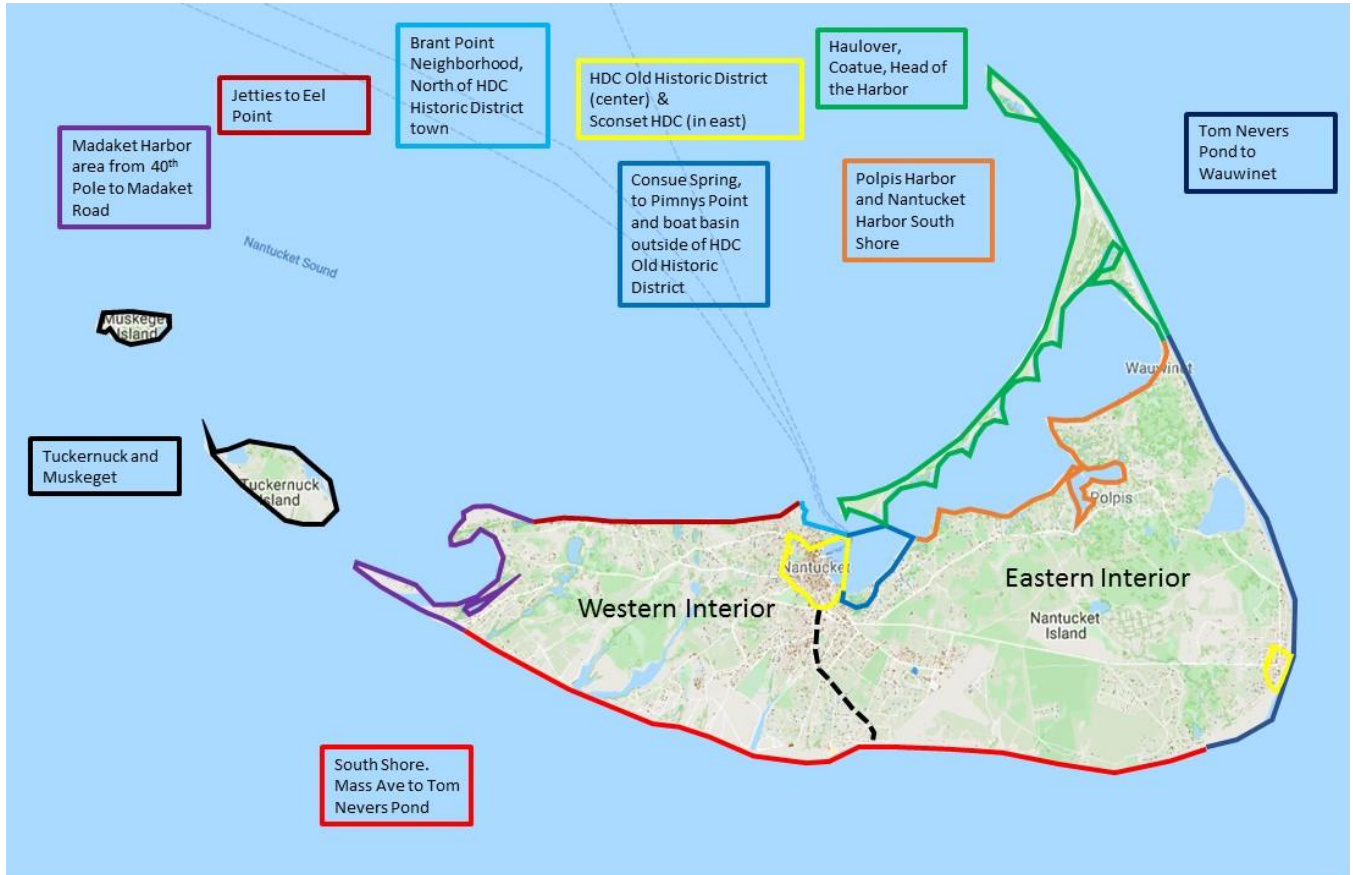 Brant Point
Neighborhood,
North of HDC
Historic District
town
Haulover,
Coatue, Head of
the Harbor
HDC Old Historic District
(center) &
Sconset HDC (in east)
Jetties to Eel
Point
Tom Nevers
Pond to
Wauwinet
Madaket Harbor
area from 40th
Pole to Madaket
Road
Consue Spring,
to Pimnys Point
and boat basin
outside of HDC
Old Historic
District
Polpis Harbor
and Nantucket
Harbor South
Shore
Nantucket Sound
Muskeget
Island
Wauwinet
Tuckernuck and
Muskeget
Tuckernuck
Island
Polpis
Nantucket
Eastern Interior
Western Interior
Nantucket
Island
South Shore.
Mass Ave to Tom
Nevers Pond